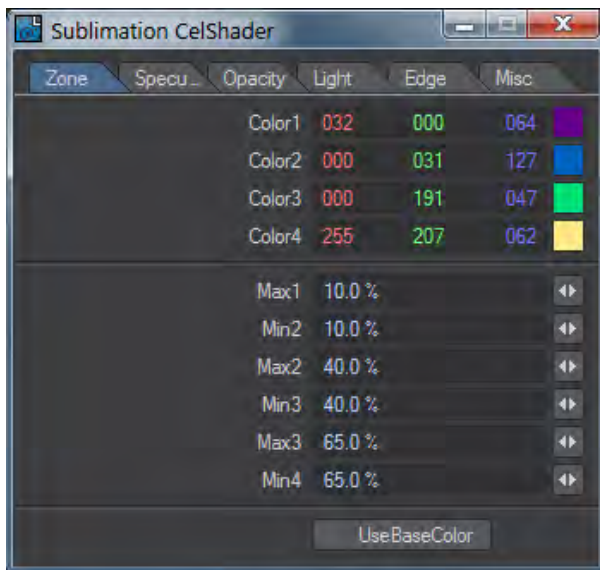 Sublimation CelShader
Zone Specu... Opacity Light Edge Misc
Color1 032 000 064
Color2 000 031 127
Color3 000 191 047
Color4 255 207 062
Max1 10.0 %
Min2 10.0 %
Max2 40.0 %
Min3 40.0 %
Max3 65.0 %
Min4 65.0 %
UseBaseColor